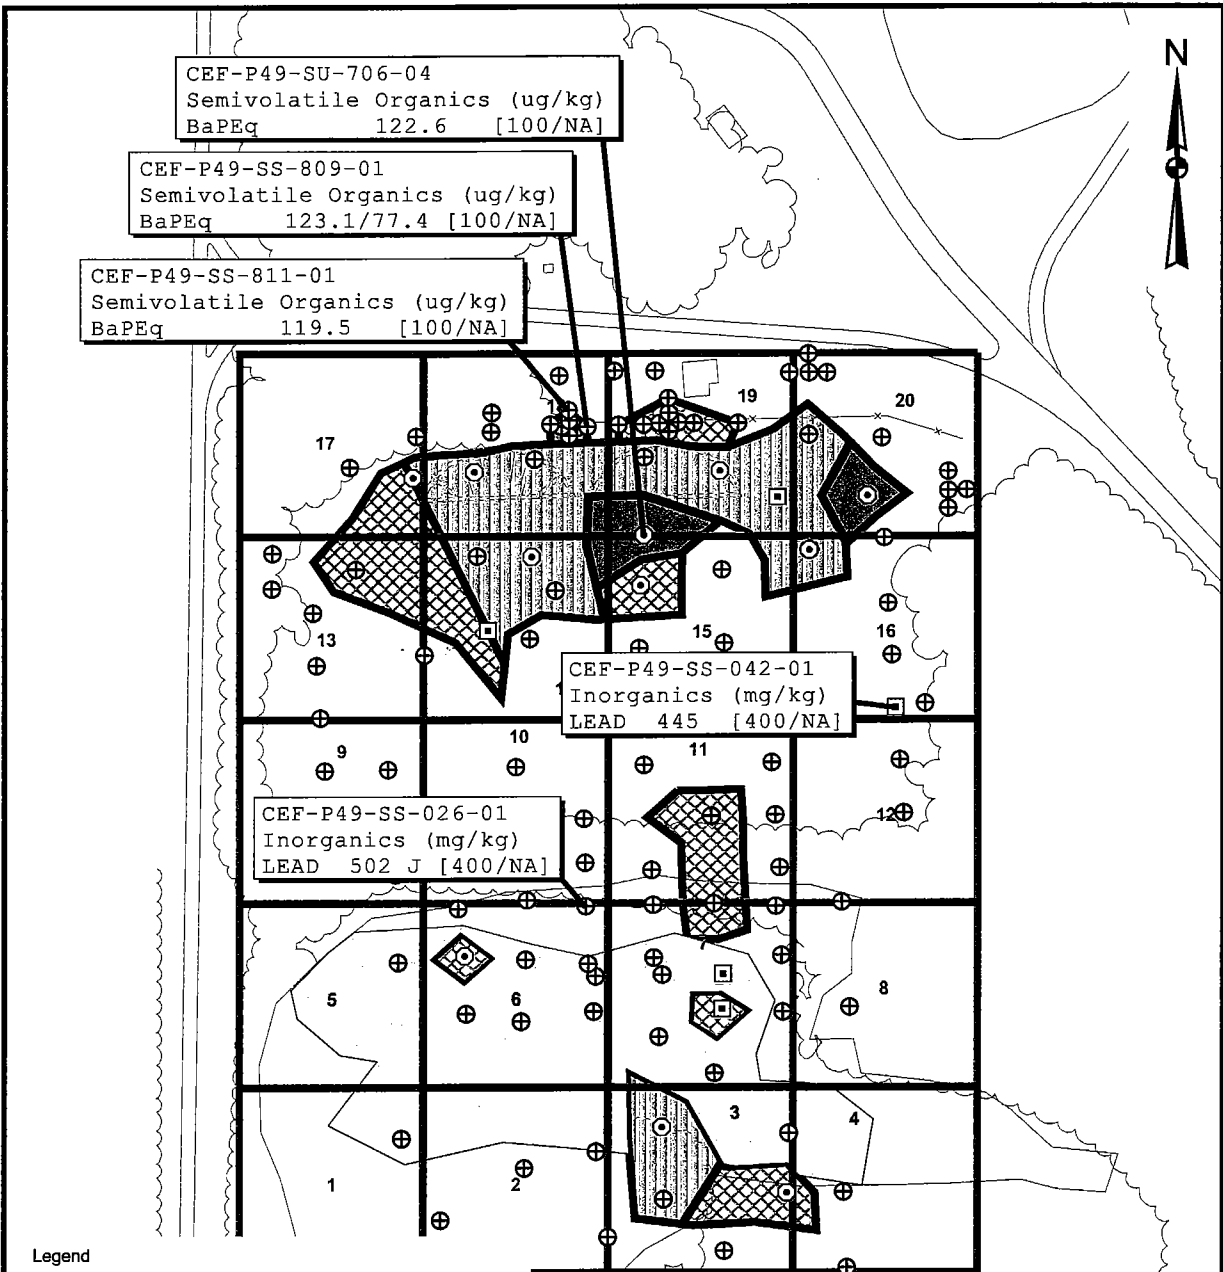 N
CEF-P49-SU-706-04
Semivolatile Organics (ug/kg)
BaPEq 122.6 [100/NA]
CEF-P49-SS-809-01
Semivolatile Organics (ug/kg)
BaPEq 123.1/77.4 [100/NA]
CEF-P49-SS-811-01
Semivolatile Organics (ug/kg)
BaPEq 119.5 [100/NA]
17
19
20
13
15
16
CEF-P49-SS-042-01
Inorganics (mg/kg)
LEAD 445 [400/NA]
9
10
11
12
CEF-P49-SS-026-01
Inorganics (mg/kg)
LEAD 502 J [400/NA]
5
6
8
1
2
3
4
Legend